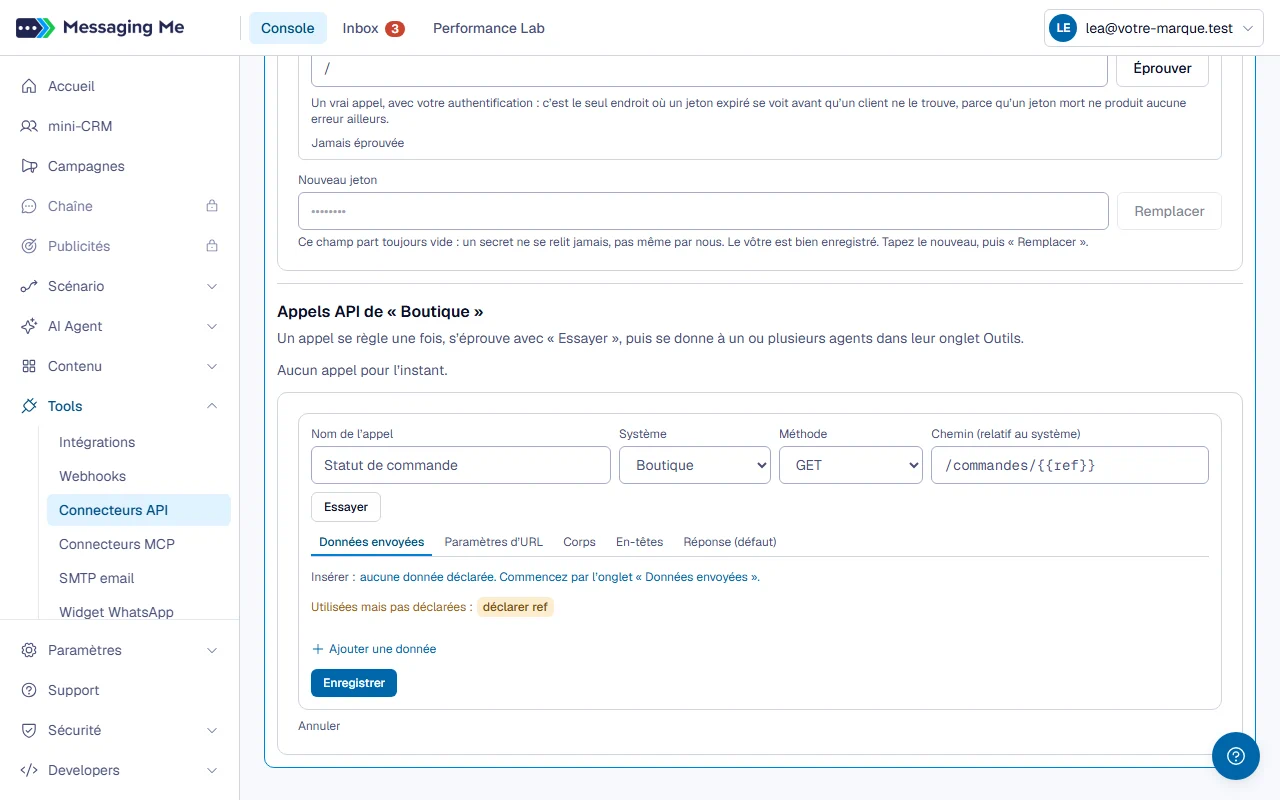 Messaging Me
Console
Inbox 3
Performance Lab
LE lea@votre-marque.test
Accueil
mini-CRM
Campagnes
Chaîne
Publicités
Scénario
AI Agent
Contenu
Tools
Intégrations
Webhooks
Connecteurs API
Connecteurs MCP
SMTP email
Widget WhatsApp
Paramètres
Support
Sécurité
Developers
/
Éprouver
Un vrai appel, avec votre authentification : c'est le seul endroit où un jeton expiré se voit avant qu'un client ne le trouve, parce qu'un jeton mort ne produit aucune
erreur ailleurs.
Jamais éprouvée
Nouveau jeton
••••••••
Remplacer
Ce champ part toujours vide : un secret ne se relit jamais, pas même par nous. Le vôtre est bien enregistré. Tapez le nouveau, puis « Remplacer ».
Appels API de « Boutique »
Un appel se règle une fois, s'éprouve avec « Essayer », puis se donne à un ou plusieurs agents dans leur onglet Outils.
Aucun appel pour l'instant.
Nom de l'appel
Système
Méthode
Chemin (relatif au système)
Statut de commande
Boutique
GET
/commandes/{{ref}}
Essayer
Données envoyées
Paramètres d'URL
Corps
En-têtes
Réponse (défaut)
Insérer : aucune donnée déclarée. Commencez par l'onglet « Données envoyées ».
Utilisées mais pas déclarées : déclarer ref
Ajouter une donnée
Enregistrer
Annuler